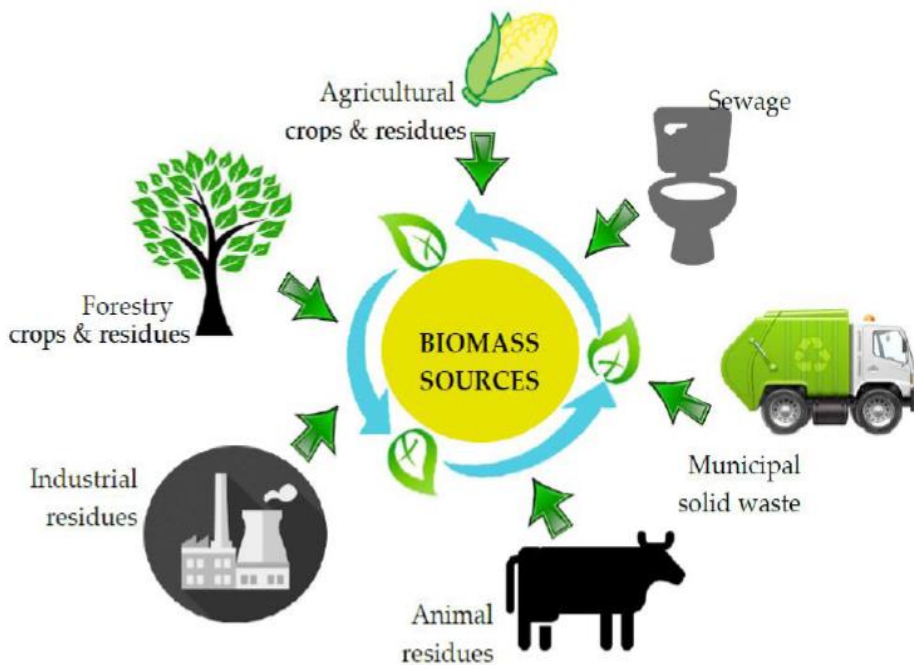 Agricultural
crops & residues
Sewage
Forestry
crops & residues
BIOMASS
SOURCES
Industrial
residues
Municipal
solid waste
Animal
residues